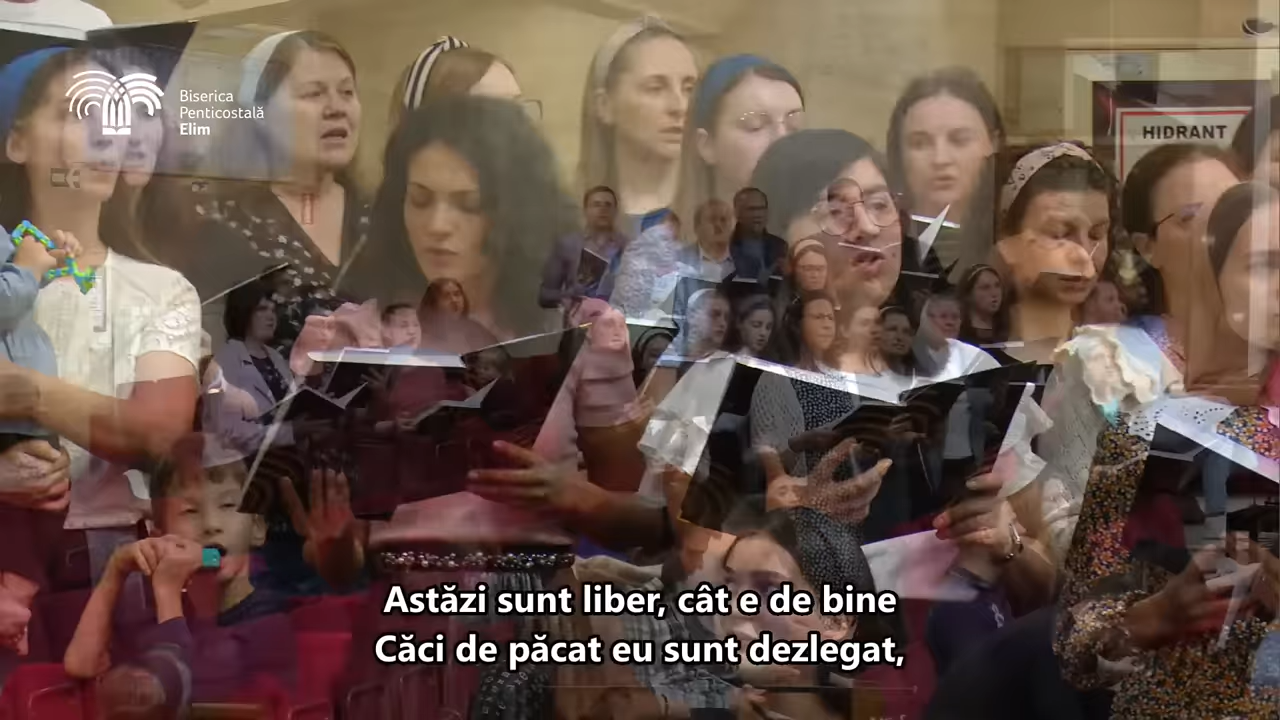 Biserica
Penticostală
Elim
HIDRANT
Astăzi sunt liber, cât e de bine
Căci de păcat eu sunt dezlegat,